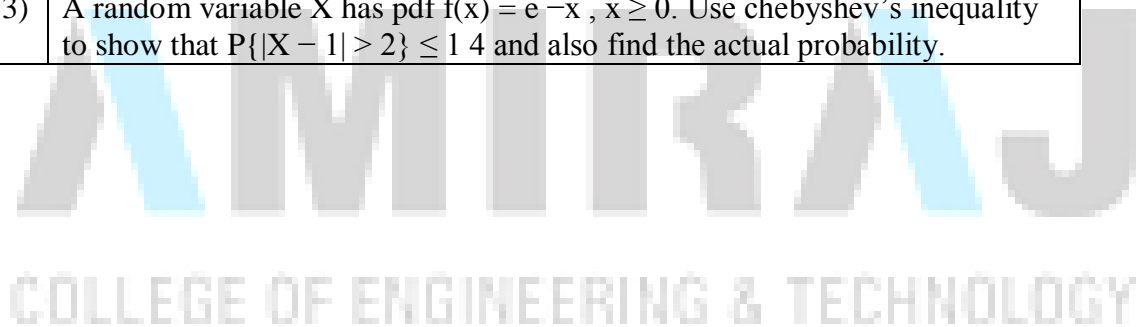 3) A random variable X has pdf f(x) = e −x , x ≥ 0. Use chebyshev’s inequality
to show that P{|X − 1| > 2} ≤ 1 4 and also find the actual probability.
AMIRAJ
COLLEGE OF ENGINEERING & TECHNOLOGY